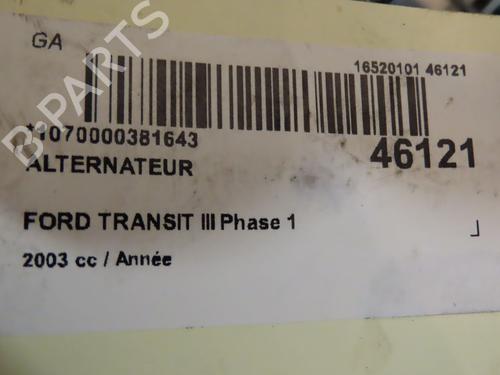 GA
16520101 46121
*1070000381643
46121
ALTERNATEUR
FORD TRANSIT III Phase 1
2003 cc / Année
B-PARTS